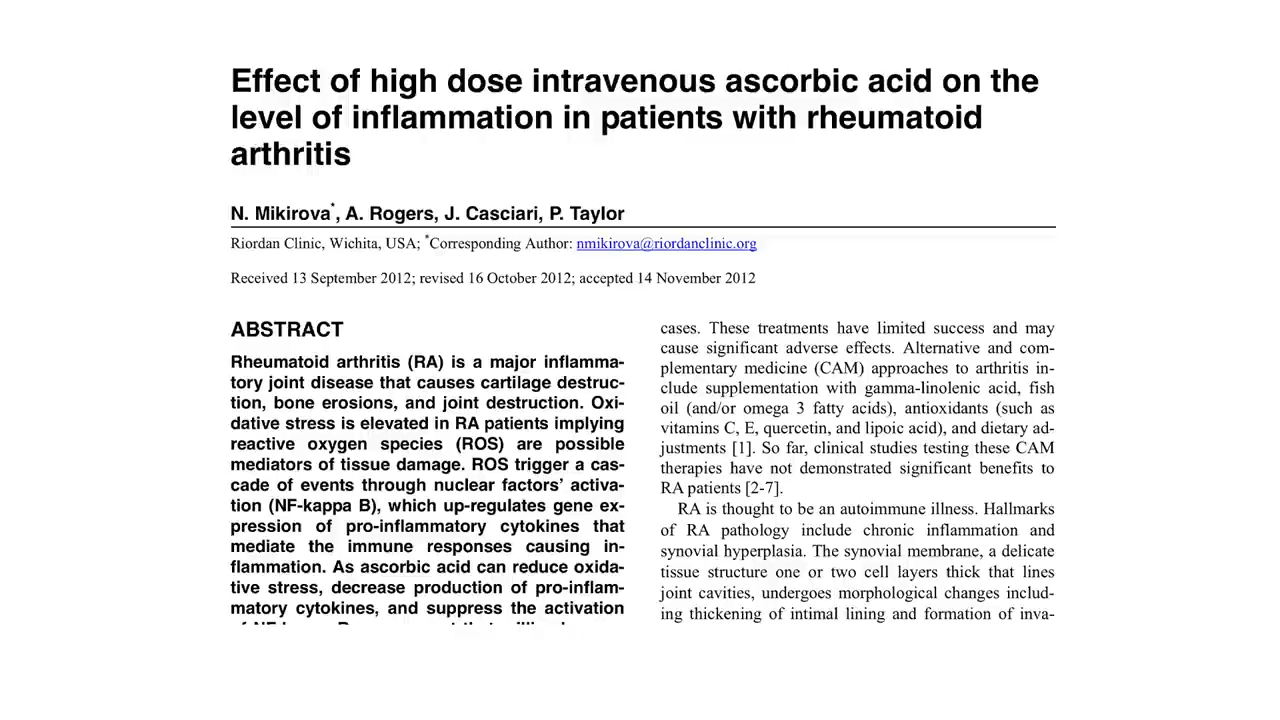 Effect of high dose intravenous ascorbic acid on the
level of inflammation in patients with rheumatoid
arthritis
N. Mikirova*, A. Rogers, J. Casciari, P. Taylor
Riordan Clinic, Wichita, USA; *Corresponding Author: nmikirova@riordanclinic.org
Received 13 September 2012; revised 16 October 2012; accepted 14 November 2012
ABSTRACT
Rheumatoid arthritis (RA) is a major inflamma-
tory joint disease that causes cartilage destruc-
tion, bone erosions, and joint destruction. Oxi-
dative stress is elevated in RA patients implying
reactive oxygen species (ROS) are possible
mediators of tissue damage. ROS trigger a cas-
cade of events through nuclear factors' activa-
tion (NF-kappa B), which up-regulates gene ex-
pression of pro-inflammatory cytokines that
mediate the immune responses causing in-
flammation. As ascorbic acid can reduce oxida-
tive stress, decrease production of pro-inflam-
matory cytokines, and suppress the activation
cases. These treatments have limited success and may
cause significant adverse effects. Alternative and com-
plementary medicine (CAM) approaches to arthritis in-
clude supplementation with gamma-linolenic acid, fish
oil (and/or omega 3 fatty acids), antioxidants (such as
vitamins C, E, quercetin, and lipoic acid), and dietary ad-
justments [1]. So far, clinical studies testing these CAM
therapies have not demonstrated significant benefits to
RA patients [2-7].
RA is thought to be an autoimmune illness. Hallmarks
of RA pathology include chronic inflammation and
synovial hyperplasia. The synovial membrane, a delicate
tissue structure one or two cell layers thick that lines
joint cavities, undergoes morphological changes includ-
ing thickening of intimal lining and formation of inva-